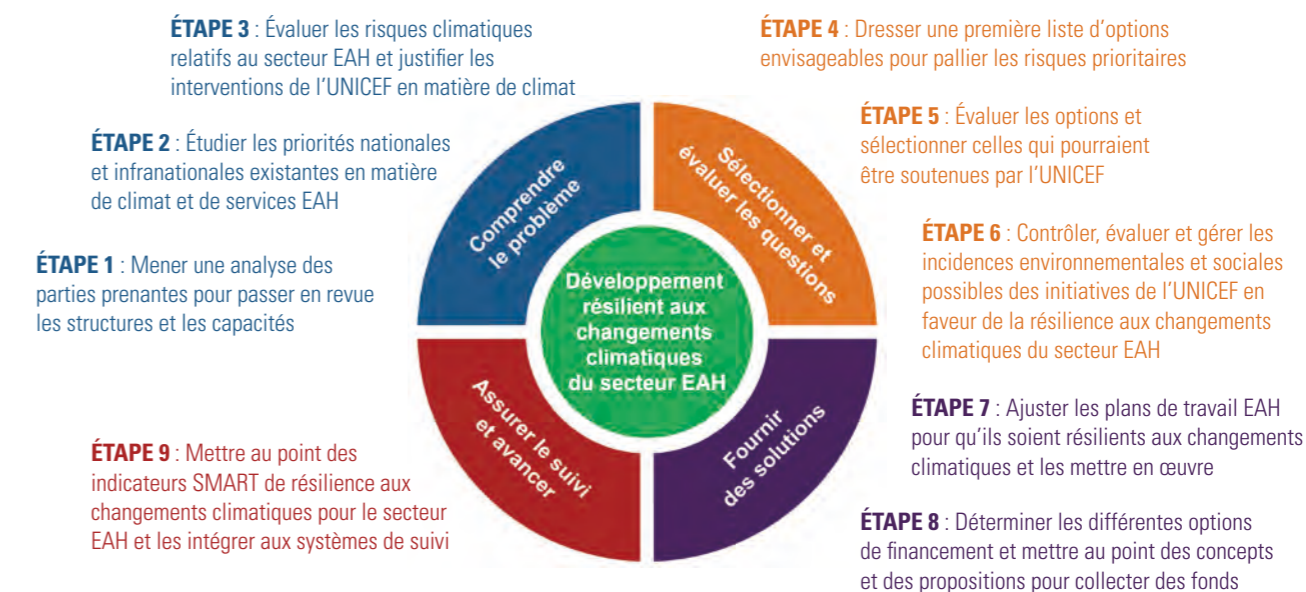 ÉTAPE 3 : Évaluer les risques climatiques
relatifs au secteur EAH et justifier les
interventions de l’UNICEF en matière de climat
ÉTAPE 2 : Étudier les priorités nationales
et infranationales existantes en matière
de climat et de services EAH
ÉTAPE 1 : Mener une analyse des
parties prenantes pour passer en revue
les structures et les capacités
ÉTAPE 9 : Mettre au point des
indicateurs SMART de résilience aux
changements climatiques pour le secteur
EAH et les intégrer aux systèmes de suivi
Comprendre
le problème
Sélectionner et
évaluer les questions
Développement
résilient aux
changements
climatiques
du secteur EAH
Assurer le suivi
et avancer
Fournir
des solutions
ÉTAPE 4 : Dresser une première liste d’options
envisageables pour pallier les risques prioritaires
ÉTAPE 5 : Évaluer les options et
sélectionner celles qui pourraient
être soutenues par l’UNICEF
ÉTAPE 6 : Contrôler, évaluer et gérer les
incidences environnementales et sociales
possibles des initiatives de l’UNICEF en
faveur de la résilience aux changements
climatiques du secteur EAH
ÉTAPE 7 : Ajuster les plans de travail EAH
pour qu’ils soient résilients aux changements
climatiques et les mettre en œuvre
ÉTAPE 8 : Déterminer les différentes options
de financement et mettre au point des concepts
et des propositions pour collecter des fonds